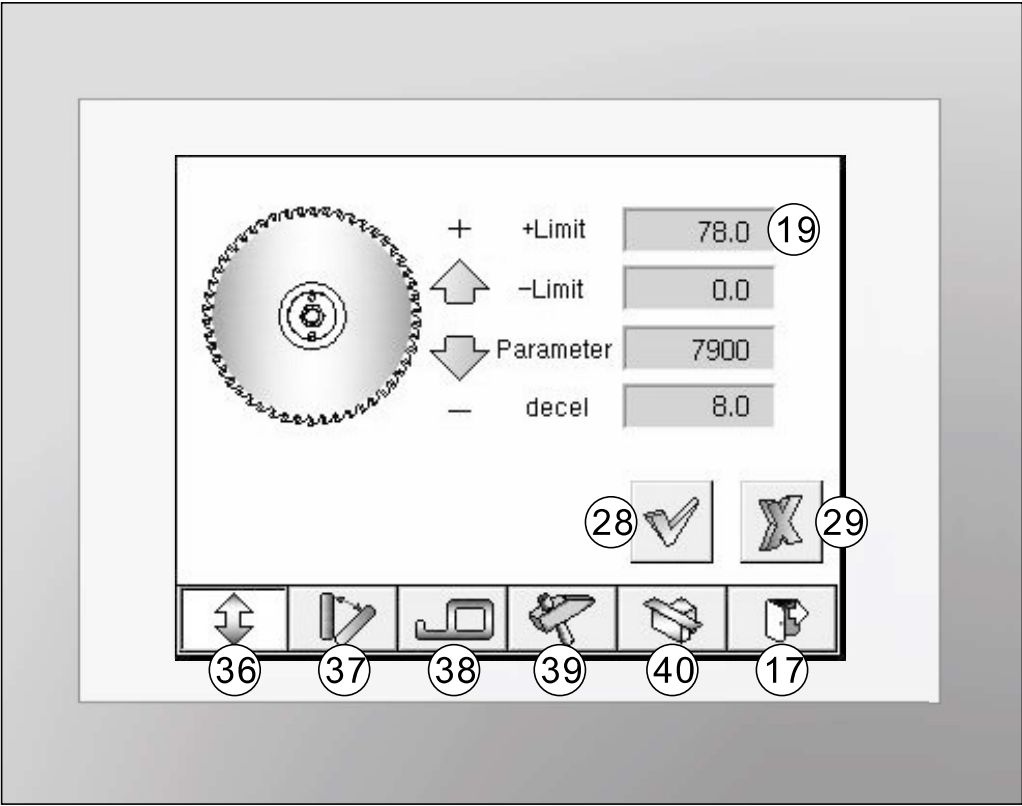 + +Limit 78.0 19
–Limit 0.0
Parameter 7900
– decel 8.0
28 29
36 37 38 39 40 17